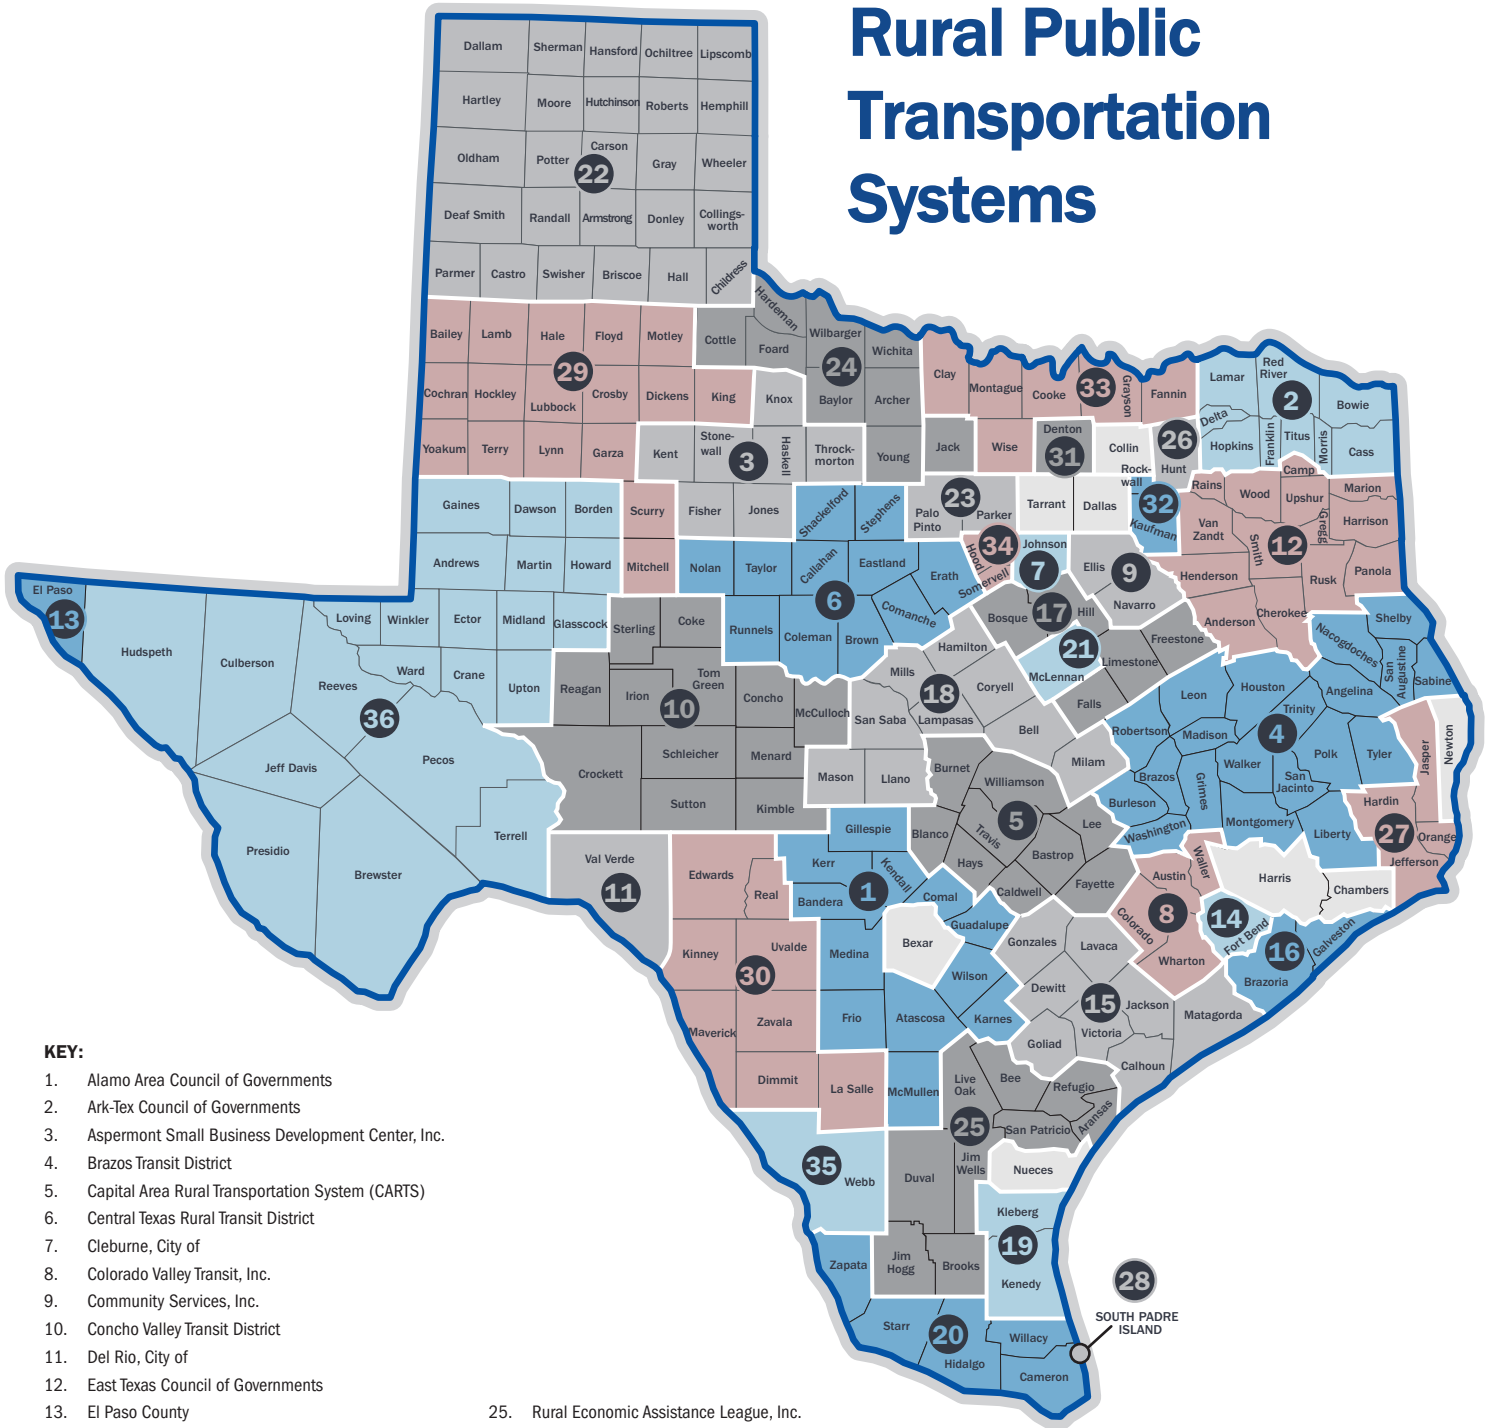 Rural Public
Transportation
Systems
Dallam
Sherman
Hansford
Ochiltree
Lipscomb
Hartley
Moore
Hutchinson
Roberts
Hemphill
Oldham
Potter
Carson
22
Gray
Wheeler
Deaf Smith
Randall
Armstrong
Donley
Collings-
worth
Parmer
Castro
Swisher
Briscoe
Hall
Childress
Hardeman
Bailey
Lamb
Hale
Floyd
Motley
Cottle
Foard
Wilbarger
Wichita
24
29
Cochran
Hockley
Lubbock
Crosby
Dickens
King
Knox
Baylor
Archer
Clay
Montague
Cooke
33
Grayson
Fannin
Lamar
Red
River
2
Bowie
Delta
Hopkins
Franklin
Titus
Morris
Cass
Yoakum
Terry
Lynn
Garza
Kent
Stone-
wall
3
Haskell
Throck-
morton
Young
Jack
Wise
Denton
31
Collin
26
Hunt
Rock-
wall
32
Kaufman
Camp
Rains
Wood
Upshur
Marion
Gregg
Harrison
Van
Zandt
Smith
12
Henderson
Rusk
Panola
Anderson
Cherokee
Gaines
Dawson
Borden
Scurry
Fisher
Jones
Shackelford
Stephens
Palo
Pinto
23
Parker
Tarrant
Dallas
34
Hood
Somervell
Johnson
7
Ellis
9
Navarro
Andrews
Martin
Howard
Mitchell
Nolan
Taylor
Callahan
Eastland
Erath
6
Comanche
Bosque
17
Hill
Freestone
Limestone
21
McLennan
Falls
El Paso
13
Hudspeth
Culberson
Loving
Winkler
Ector
Midland
Glasscock
Sterling
Coke
Runnels
Coleman
Brown
Hamilton
Mills
Reeves
Ward
Crane
Upton
Reagan
Irion
Tom
Green
10
Concho
McCulloch
San Saba
18
Lampasas
Coryell
Bell
Milam
36
Jeff Davis
Pecos
Crockett
Schleicher
Menard
Mason
Llano
Burnet
Williamson
Sutton
Kimble
Presidio
Brewster
Terrell
Val Verde
11
Edwards
Real
Gillespie
Kerr
Kendall
Bandera
1
Comal
Guadalupe
Blanco
Travis
5
Hays
Bastrop
Lee
Caldwell
Fayette
Shelby
Nacogdoches
San
Augustine
Sabine
Leon
Houston
Angelina
Trinity
4
Robertson
Madison
Polk
Tyler
Jasper
Newton
Walker
San
Jacinto
Brazos
Grimes
Burleson
Washington
Montgomery
Liberty
Hardin
27
Orange
Jefferson
Waller
Harris
Chambers
Austin
8
Colorado
Wharton
14
Fort Bend
16
Galveston
Brazoria
Kinney
Uvalde
30
Medina
Bexar
Wilson
Gonzales
Lavaca
Dewitt
15
Jackson
Matagorda
Maverick
Zavala
Frio
Atascosa
Karnes
Victoria
Goliad
Calhoun
Dimmit
La Salle
McMullen
Live
Oak
Bee
Refugio
Aransas
San Patricio
25
35
Webb
Duval
Jim
Wells
Nueces
Kleberg
19
Kenedy
Zapata
Jim
Hogg
Brooks
28
SOUTH PADRE
ISLAND
Starr
20
Hidalgo
Willacy
Cameron
KEY:
1. Alamo Area Council of Governments
2. Ark-Tex Council of Governments
3. Aspermont Small Business Development Center, Inc.
4. Brazos Transit District
5. Capital Area Rural Transportation System (CARTS)
6. Central Texas Rural Transit District
7. Cleburne, City of
8. Colorado Valley Transit, Inc.
9. Community Services, Inc.
10. Concho Valley Transit District
11. Del Rio, City of
12. East Texas Council of Governments
13. El Paso County
25. Rural Economic Assistance League, Inc.